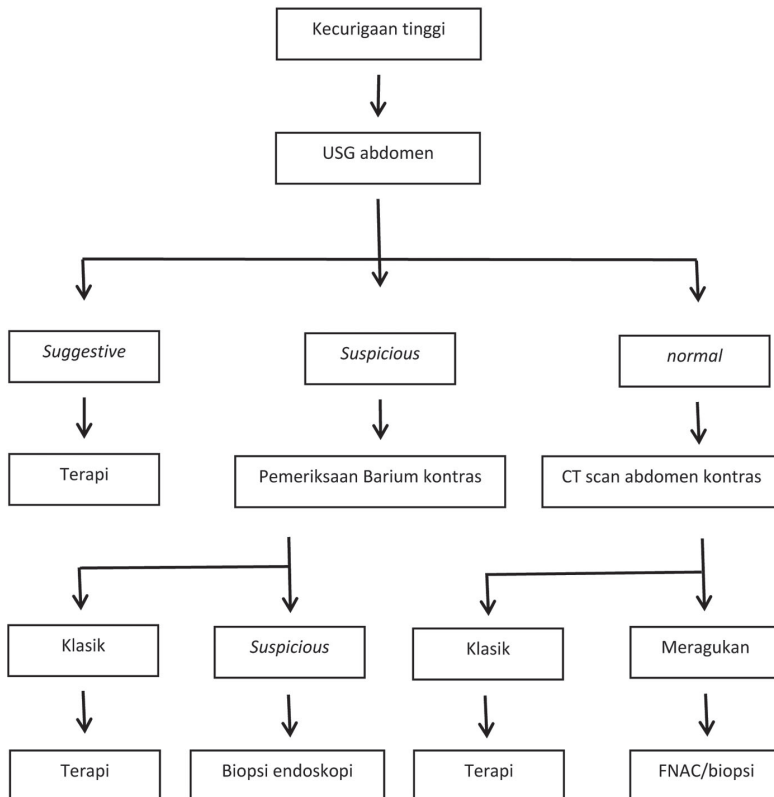 Kecurigaan tinggi
USG abdomen
Suggestive
Suspicious
normal
Terapi
Pemeriksaan Barium kontras
CT scan abdomen kontras
Klasik
Suspicious
Klasik
Meragukan
Terapi
Biopsi endoskopi
Terapi
FNAC/biopsi